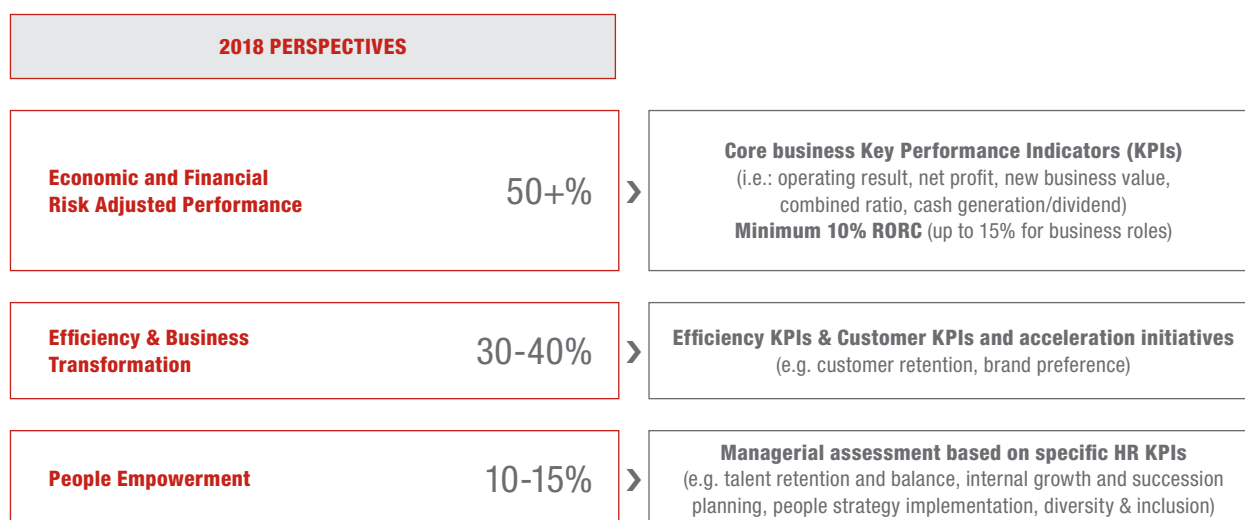 2018 PERSPECTIVES
Economic and Financial
Risk Adjusted Performance
50+%
Core business Key Performance Indicators (KPIs)
(i.e.: operating result, net profit, new business value,
combined ratio, cash generation/dividend)
Minimum 10% RORC (up to 15% for business roles)
Efficiency & Business
Transformation
30-40%
Efficiency KPIs & Customer KPIs and acceleration initiatives
(e.g. customer retention, brand preference)
People Empowerment
10-15%
Managerial assessment based on specific HR KPIs
(e.g. talent retention and balance, internal growth and succession
planning, people strategy implementation, diversity & inclusion)